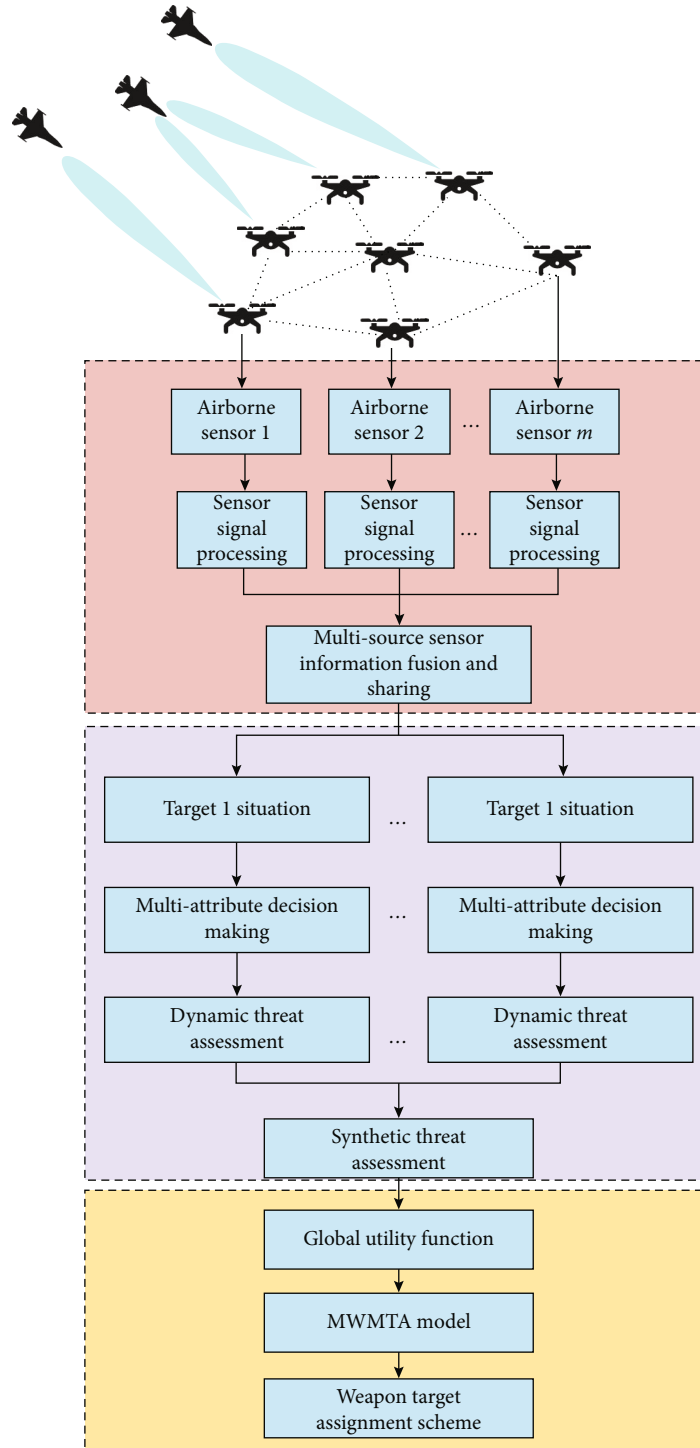 Airborne
sensor 1
Airborne
sensor 2
...
Airborne
sensor m
Sensor
signal
processing
Sensor
signal
processing
...
Sensor
signal
processing
Multi-source sensor
information fusion and
sharing
Target 1 situation
...
Target 1 situation
Multi-attribute decision
making
...
Multi-attribute decision
making
Dynamic threat
assessment
...
Dynamic threat
assessment
Synthetic threat
assessment
Global utility function
MWMTA model
Weapon target
assignment scheme